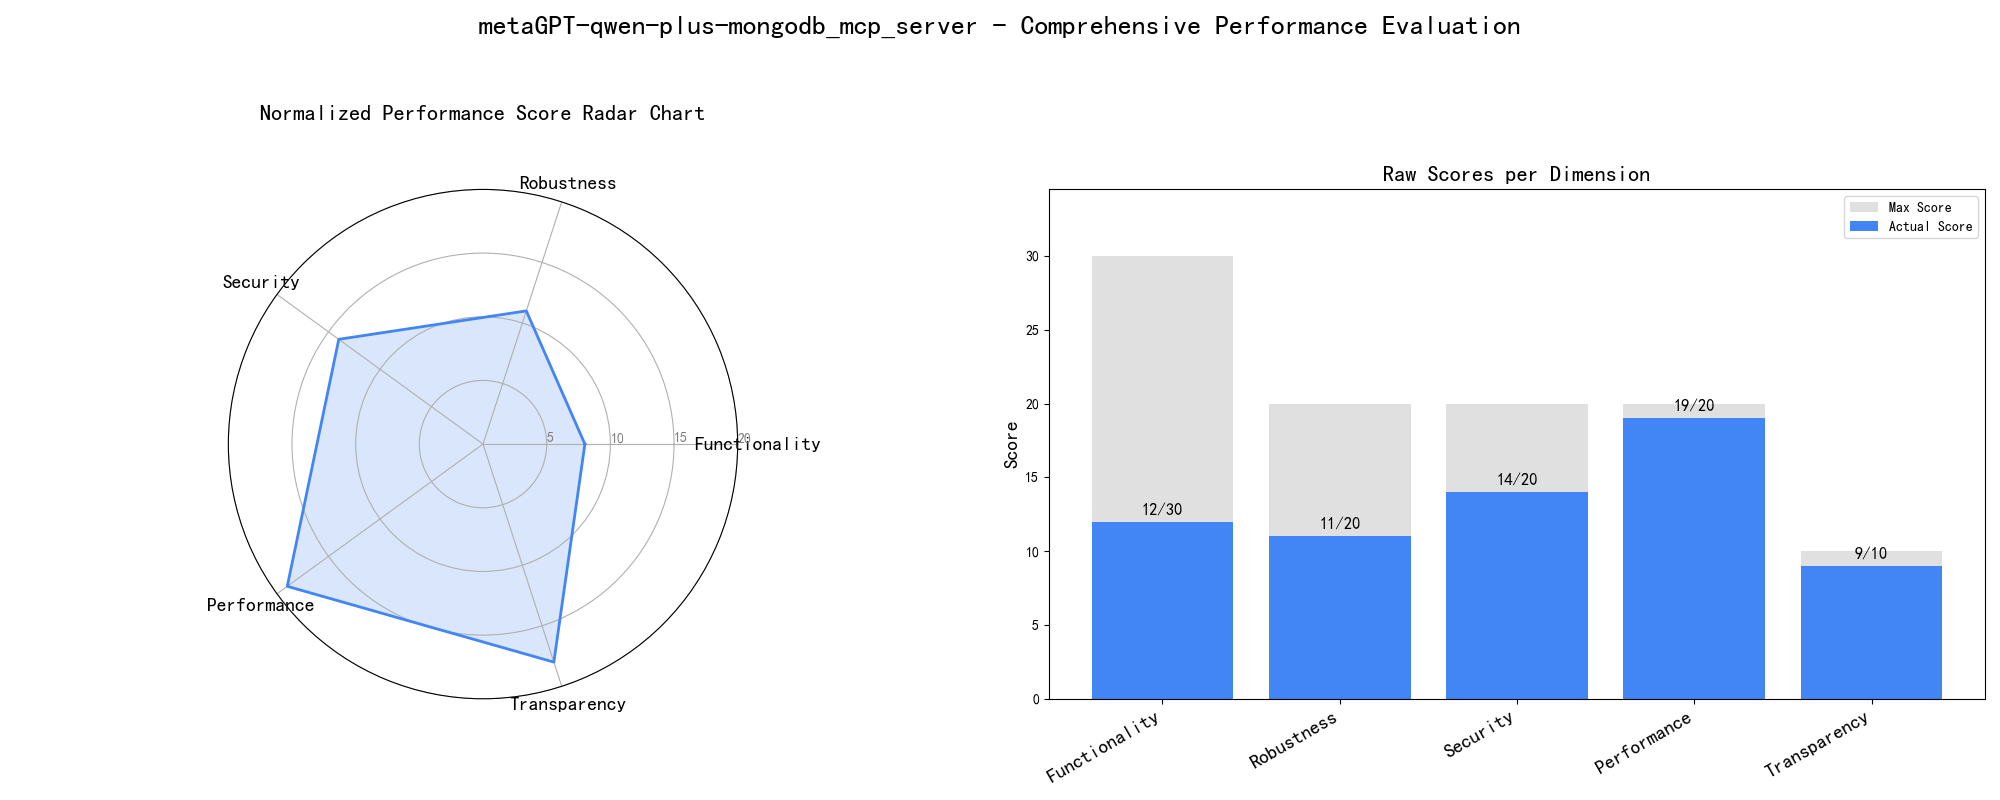 metaGPT-qwen-plus-mongodb_mcp_server - Comprehensive Performance Evaluation
Normalized Performance Score Radar Chart
Robustness
Security
Functionality
5
10
15
20
Performance
Transparency
Raw Scores per Dimension
Max Score
Actual Score
Score
30
25
20
15
10
5
0
12/30
11/20
14/20
19/20
9/10
Functionality
Robustness
Security
Performance
Transparency